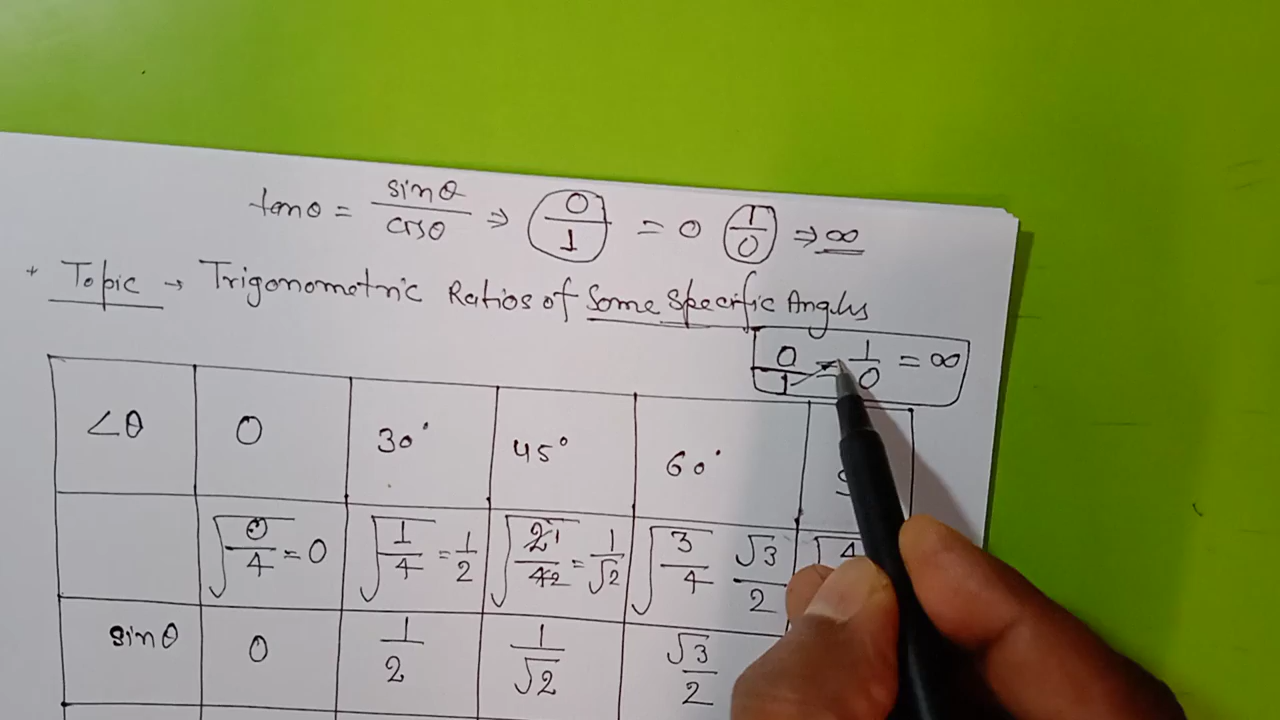 tanθ = sinθ/cosθ ⇒ 0/1 = 0 1/0 ⇒ ∞
* Topic → Trigonometric Ratios of Some Specific Angles
0/1 → 1/0 = ∞
∠θ 0 30° 45° 60°
√0/4 = 0 √1/4 = 1/2 √21/42 = 1/√2 √3/4 √3/2 √4
sinθ 0 1/2 1/√2 √3/2